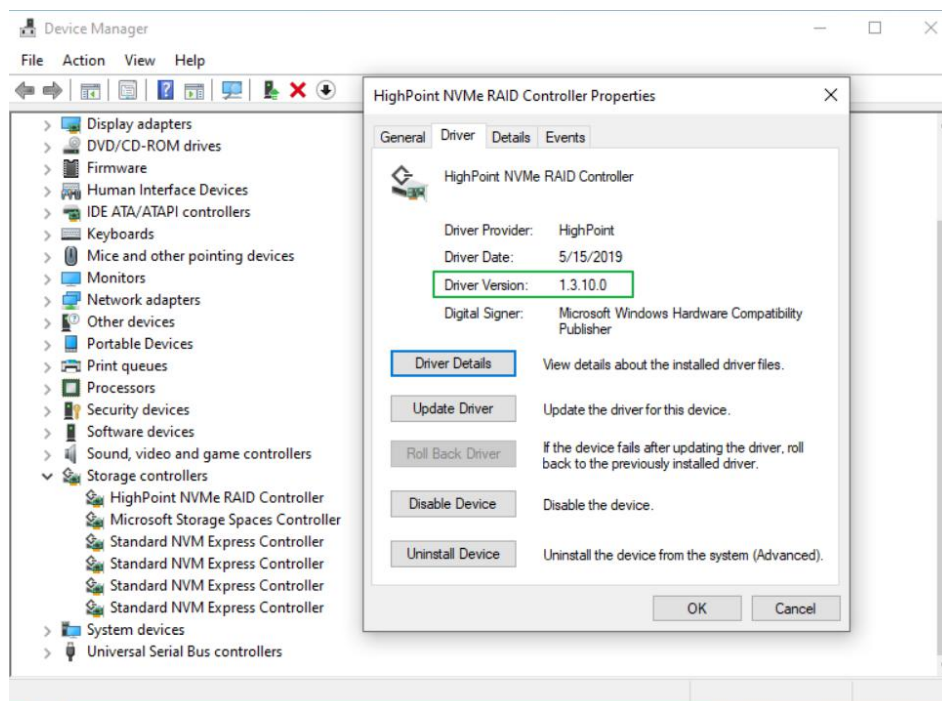 Device Manager
File Action View Help
Display adapters
DVD/CD-ROM drives
Firmware
Human Interface Devices
IDE ATA/ATAPI controllers
Keyboards
Mice and other pointing devices
Monitors
Network adapters
Other devices
Portable Devices
Print queues
Processors
Security devices
Software devices
Sound, video and game controllers
Storage controllers
HighPoint NVMe RAID Controller
Microsoft Storage Spaces Controller
Standard NVM Express Controller
Standard NVM Express Controller
Standard NVM Express Controller
Standard NVM Express Controller
System devices
Universal Serial Bus controllers
HighPoint NVMe RAID Controller Properties
General Driver Details Events
HighPoint NVMe RAID Controller
Driver Provider: HighPoint
Driver Date: 5/15/2019
Driver Version: 1.3.10.0
Digital Signer: Microsoft Windows Hardware Compatibility
Publisher
Driver Details View details about the installed driver files.
Update Driver Update the driver for this device.
Roll Back Driver If the device fails after updating the driver, roll
back to the previously installed driver.
Disable Device Disable the device.
Uninstall Device Uninstall the device from the system (Advanced).
OK Cancel